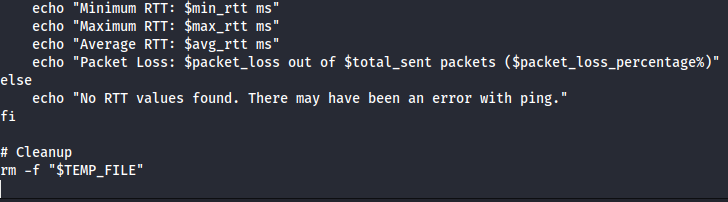 echo "Minimum RTT: $min_rtt ms"
    echo "Maximum RTT: $max_rtt ms"
    echo "Average RTT: $avg_rtt ms"
    echo "Packet Loss: $packet_loss out of $total_sent packets ($packet_loss_percentage%)"
else
    echo "No RTT values found. There may have been an error with ping."
fi

# Cleanup
rm -f "$TEMP_FILE"